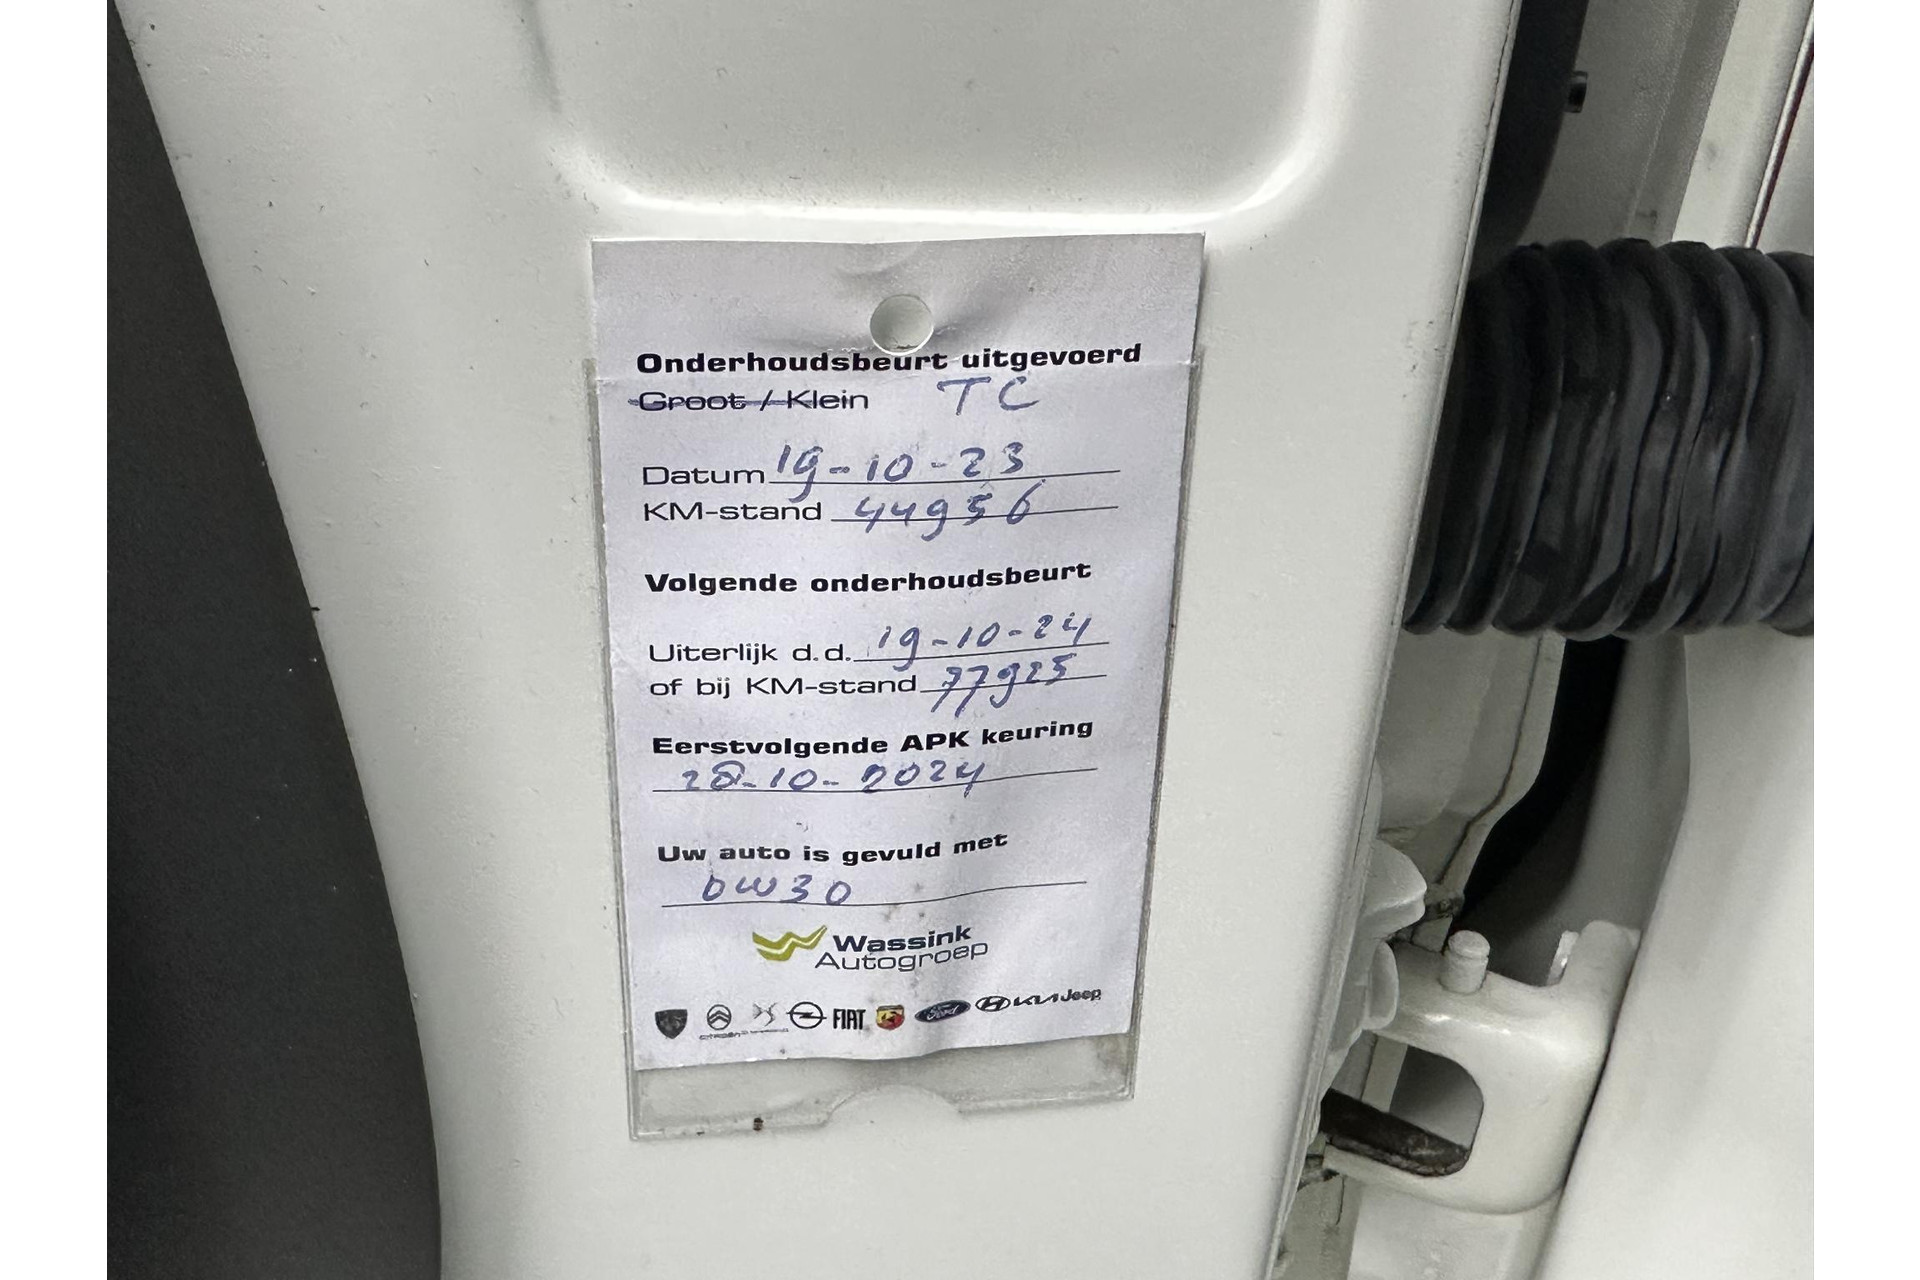 Onderhoudsbeurt uitgevoerd
Groot / Klein TC
Datum 19-10-23
KM-stand 44956
Volgende onderhoudsbeurt
Uiterlijk d.d. 19-10-24
of bij KM-stand 77925
Eerstvolgende APK keuring
28-10-2024
Uw auto is gevuld met
0W30
Wassink
Autogroep
FIAT Ford KIA Jeep